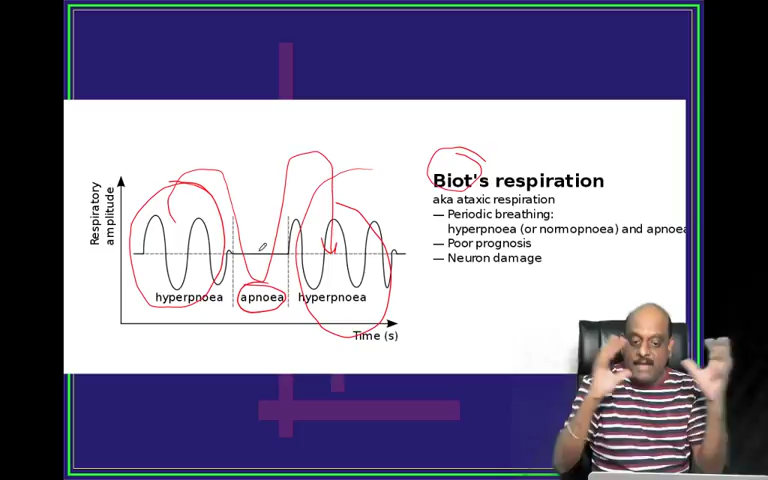 Biot's respiration
aka ataxic respiration
— Periodic breathing:
hyperpnoea (or normopnoea) and apnoea
— Poor prognosis
— Neuron damage
Respiratory
amplitude
hyperpnoea apnoea hyperpnoea
Time (s)